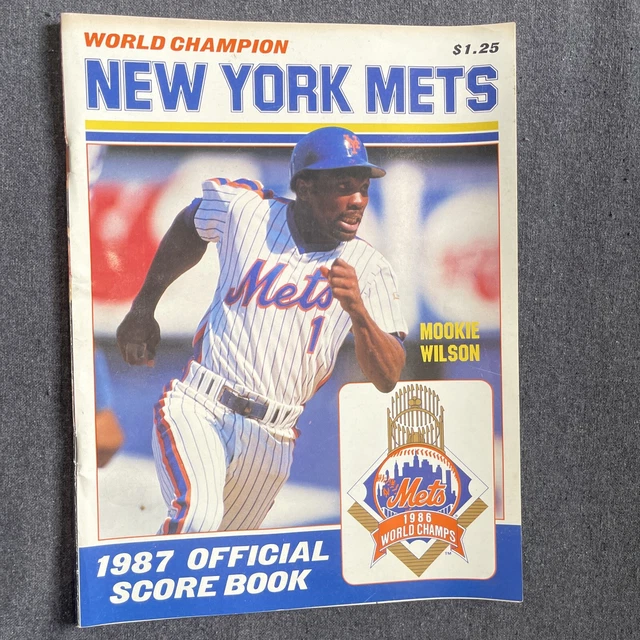 WORLD CHAMPION
$1.25
NEW YORK METS
Mets
1
MOOKIE
WILSON
Mets
1986
WORLD CHAMPS
TM
1987 OFFICIAL
SCORE BOOK